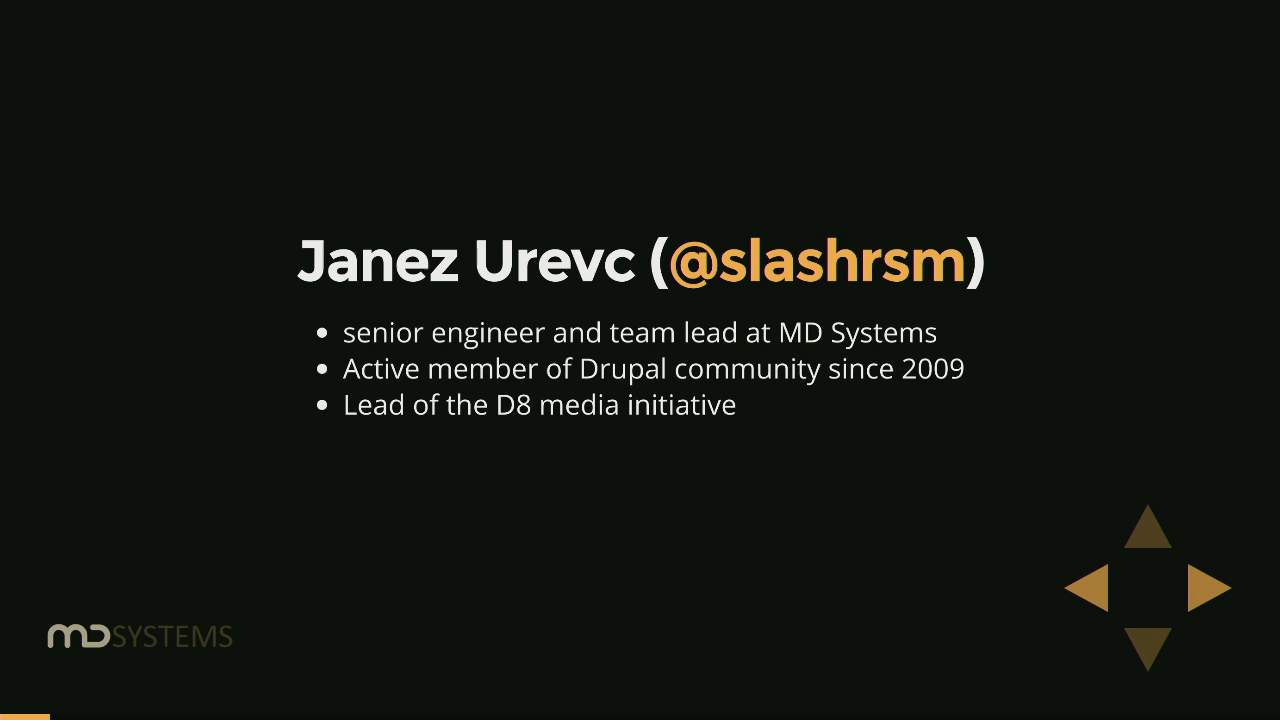 Janez Urevc (@slashrsm)
senior engineer and team lead at MD Systems
Active member of Drupal community since 2009
Lead of the D8 media initiative
MD SYSTEMS